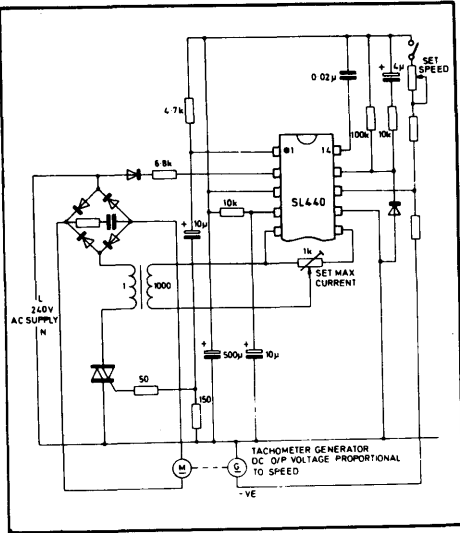 4µ
+
SET
SPEED
0·02µ
4·7k
100k
10k
6·8k
1
14
SL440
10k
+
10µ
1k
SET MAX
CURRENT
1
1000
L
240V
AC SUPPLY
N
+
500µ
+
10µ
50
150
TACHOMETER GENERATOR
DC O/P VOLTAGE PROPORTIONAL
TO SPEED
M
G
-VE